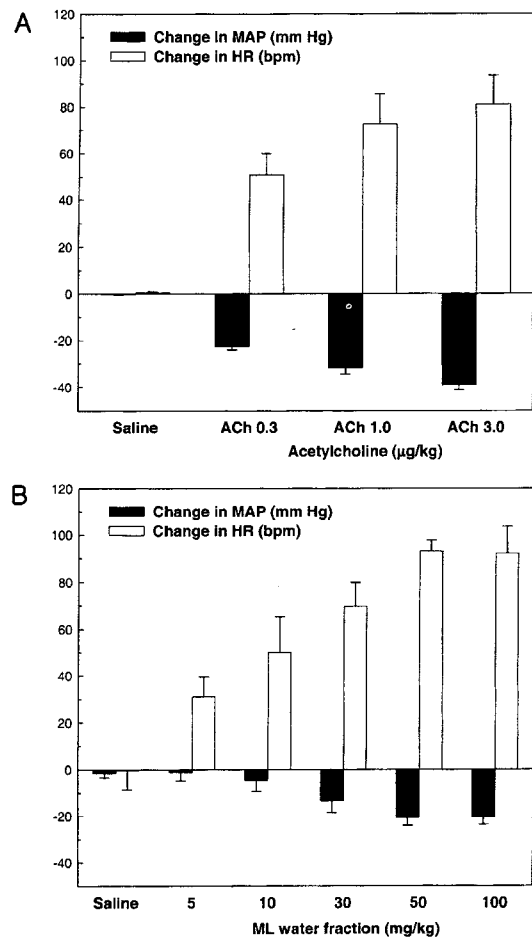 A
120
Change in MAP (mm Hg)
100
Change in HR (bpm)
80
60
40
20
0
-20
-40
Saline ACh 0.3 ACh 1.0 ACh 3.0
Acetylcholine (µg/kg)
B
120
Change in MAP (mm Hg)
100
Change in HR (bpm)
80
60
40
20
0
-20
-40
Saline 5 10 30 50 100
ML water fraction (mg/kg)